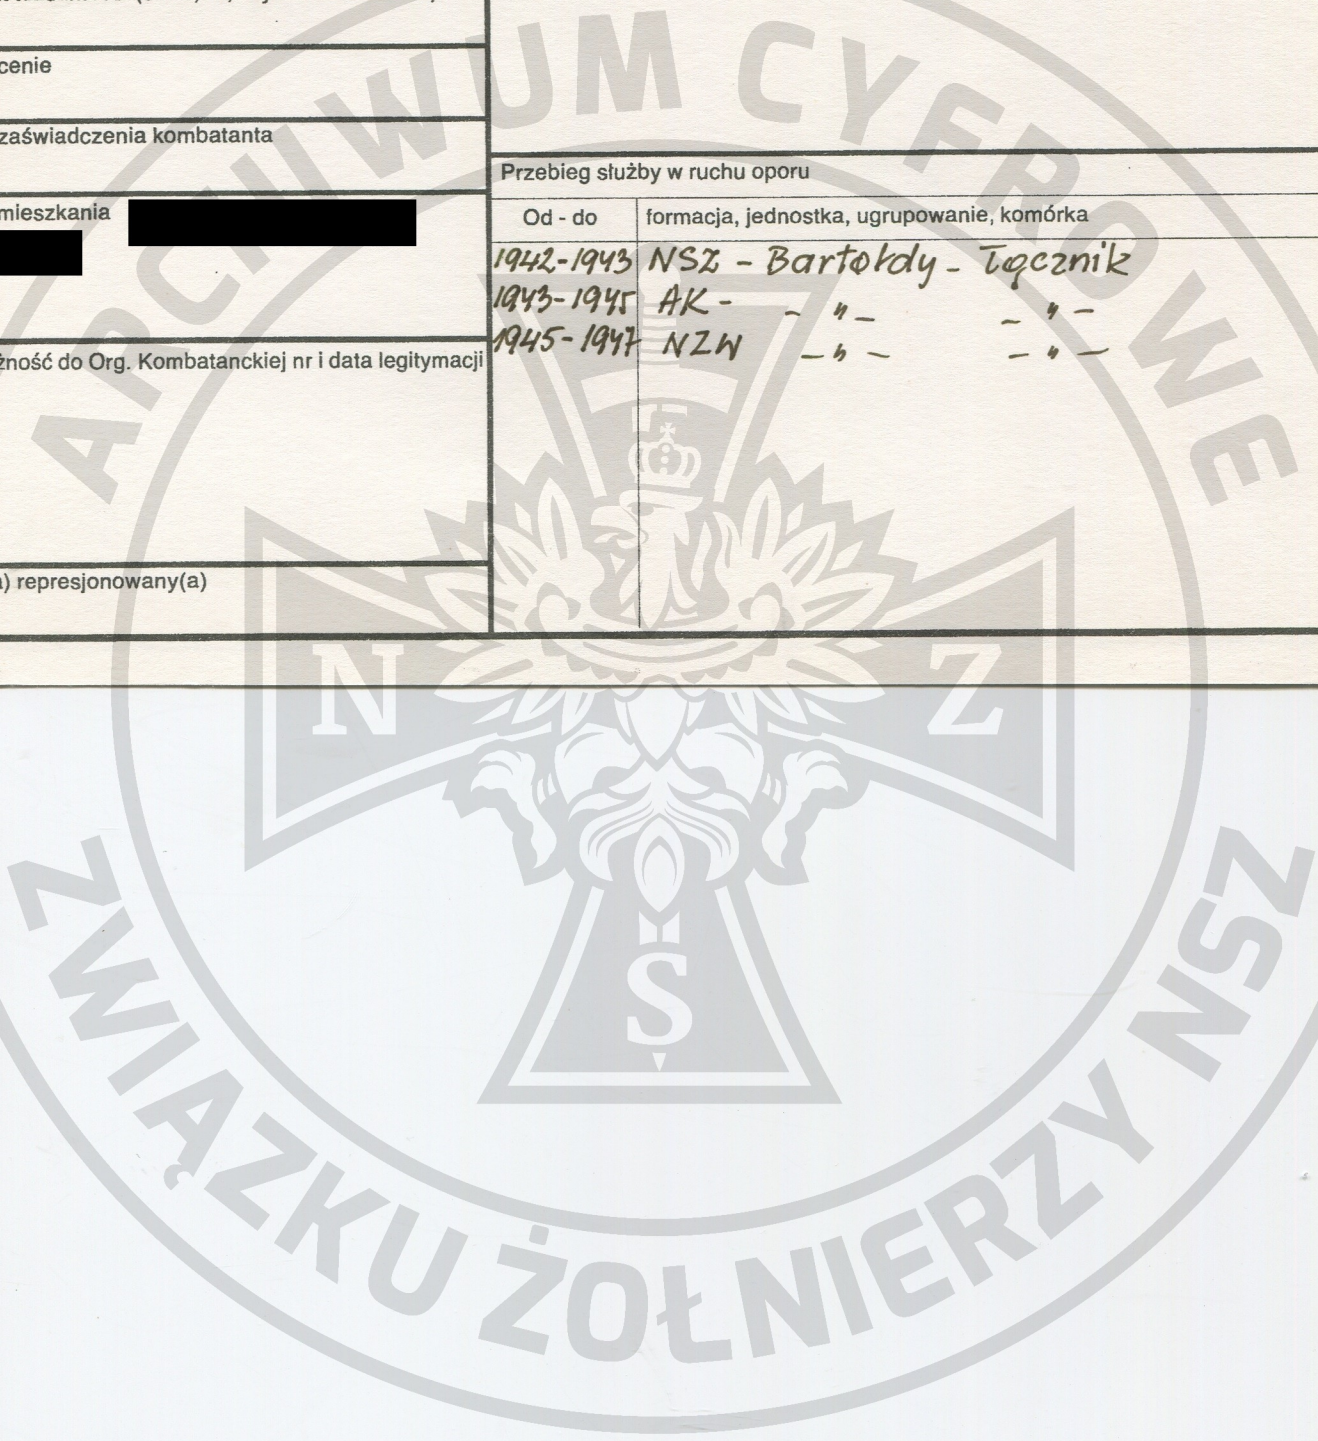 cenie
zaświadczenia kombatanta
mieszkania
żność do Org. Kombatanckiej nr i data legitymacji
) represjonowany(a)
Przebieg służby w ruchu oporu
Od - do formacja, jednostka, ugrupowanie, komórka
1942-1943 NSZ - Bartołdy - Łącznik
1943-1945 AK - - " - - " -
1945-1947 NZW - " - - " -
ARCHIWUM CYFROWE
ZWIĄZKU ŻOŁNIERZY NSZ
N Z
S